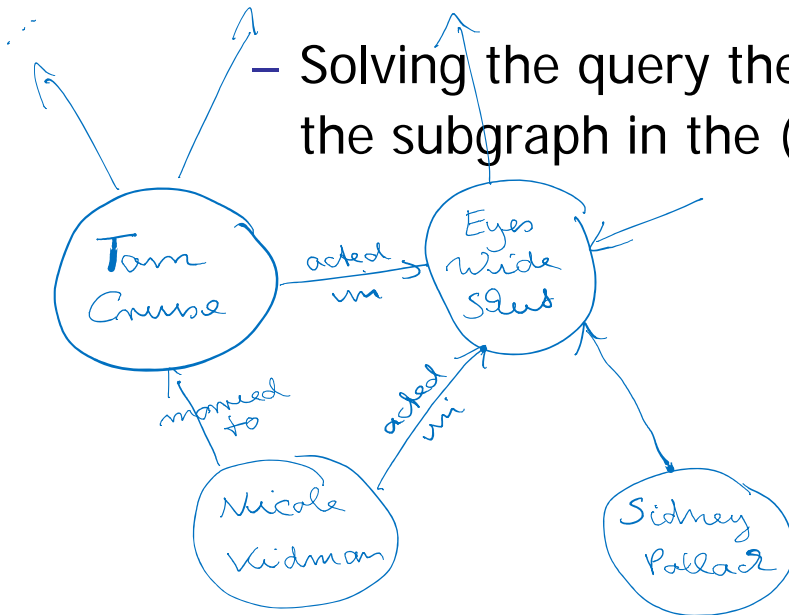 – Solving the query the
the subgraph in the (
Tom
Cruise
acted
in
Eyes
Wide
Shut
married
to
acted
in
Nicole
Kidman
Sidney
Pollack